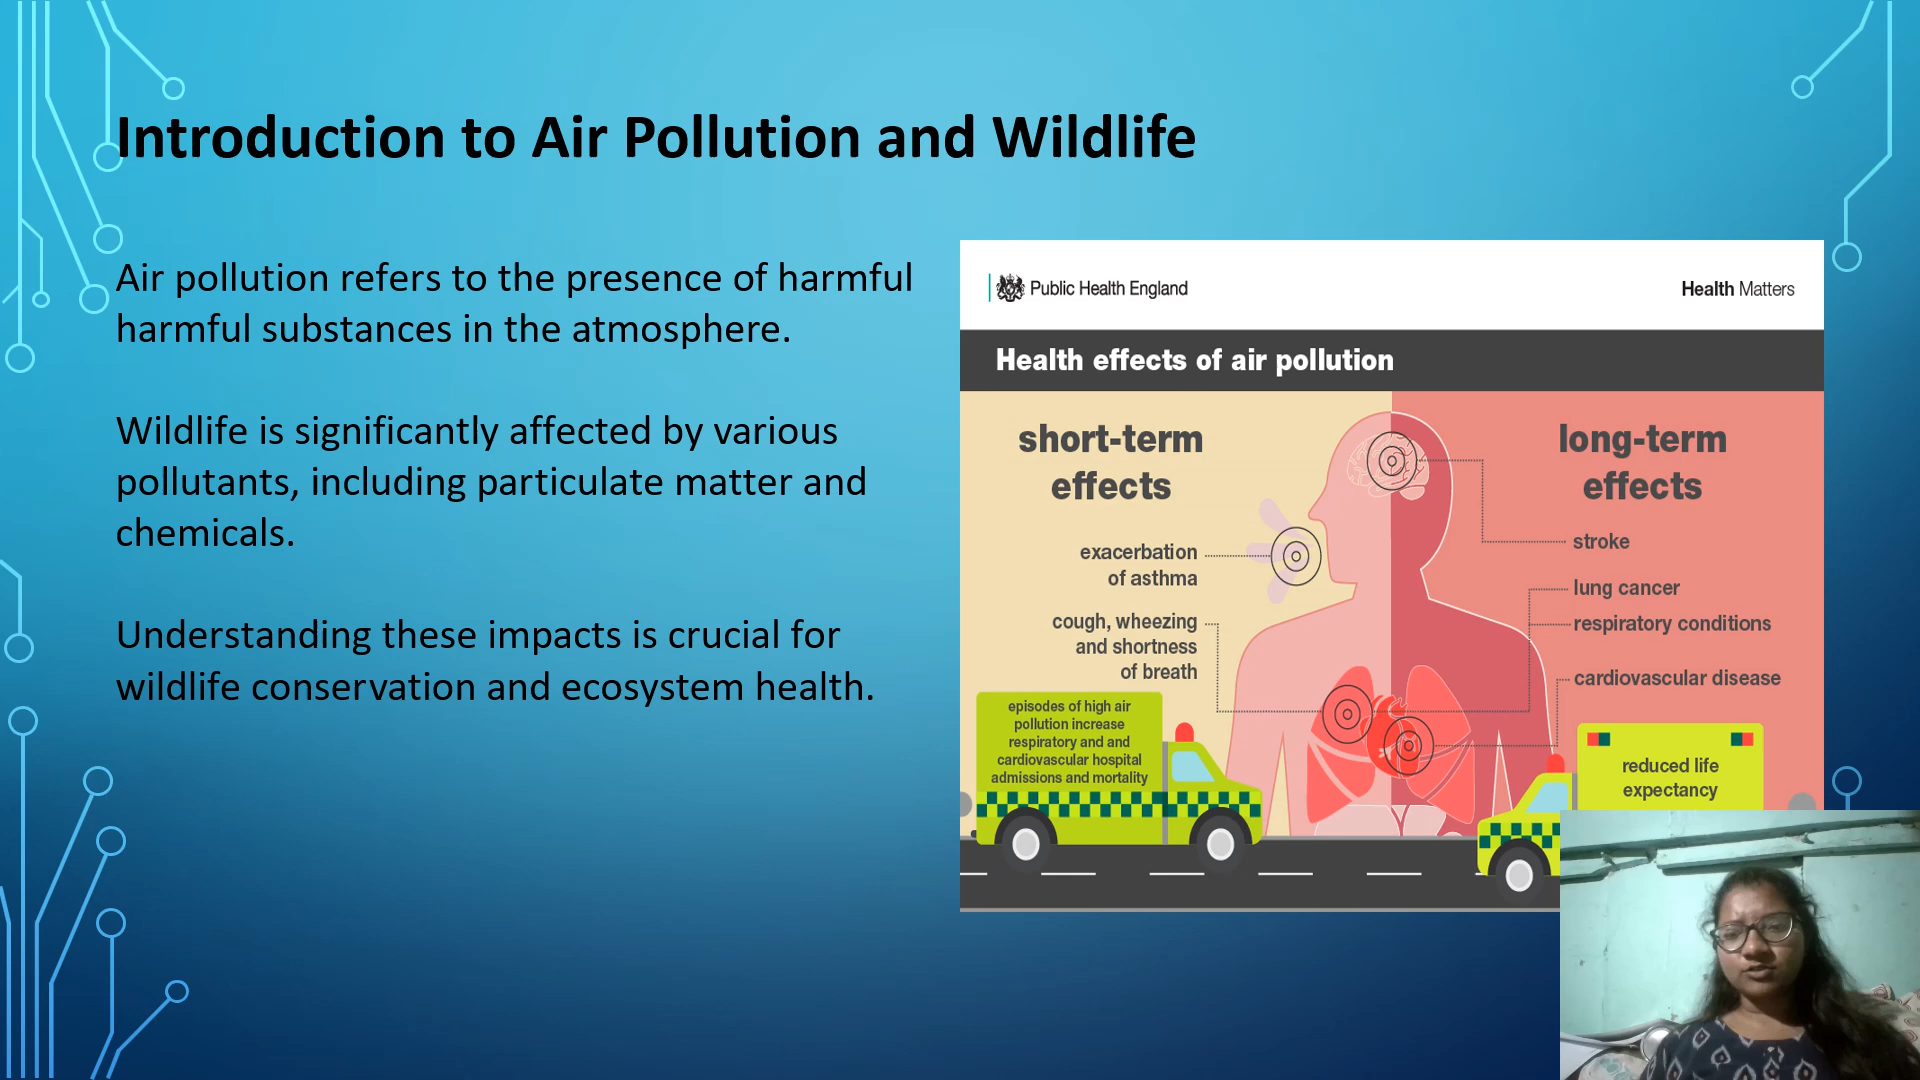 Introduction to Air Pollution and Wildlife
Air pollution refers to the presence of harmful
harmful substances in the atmosphere.
Wildlife is significantly affected by various
pollutants, including particulate matter and
chemicals.
Understanding these impacts is crucial for
wildlife conservation and ecosystem health.
Public Health England
Health Matters
Health effects of air pollution
short-term
effects
exacerbation
of asthma
cough, wheezing
and shortness
of breath
episodes of high air
pollution increase
respiratory and and
cardiovascular hospital
admissions and mortality
long-term
effects
stroke
lung cancer
respiratory conditions
cardiovascular disease
reduced life
expectancy